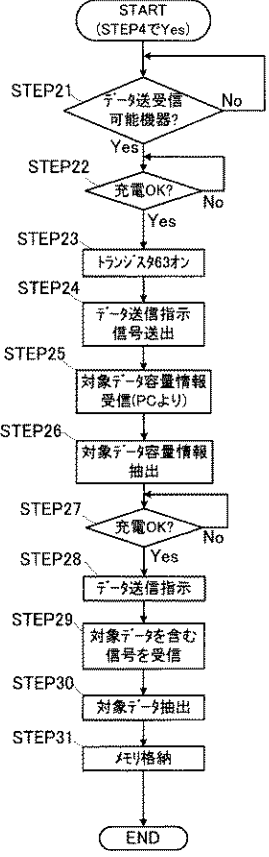 START
(STEP4でYes)
STEP21
データ送受信
可能機器?
No
Yes
STEP22
充電OK?
No
Yes
STEP23
トランジスタ63オン
STEP24
データ送信指示
信号送出
STEP25
対象データ容量情報
受信(PCより)
STEP26
対象データ容量情報
抽出
STEP27
充電OK?
No
Yes
STEP28
データ送信指示
STEP29
対象データを含む
信号を受信
STEP30
対象データ抽出
STEP31
メモリ格納
END